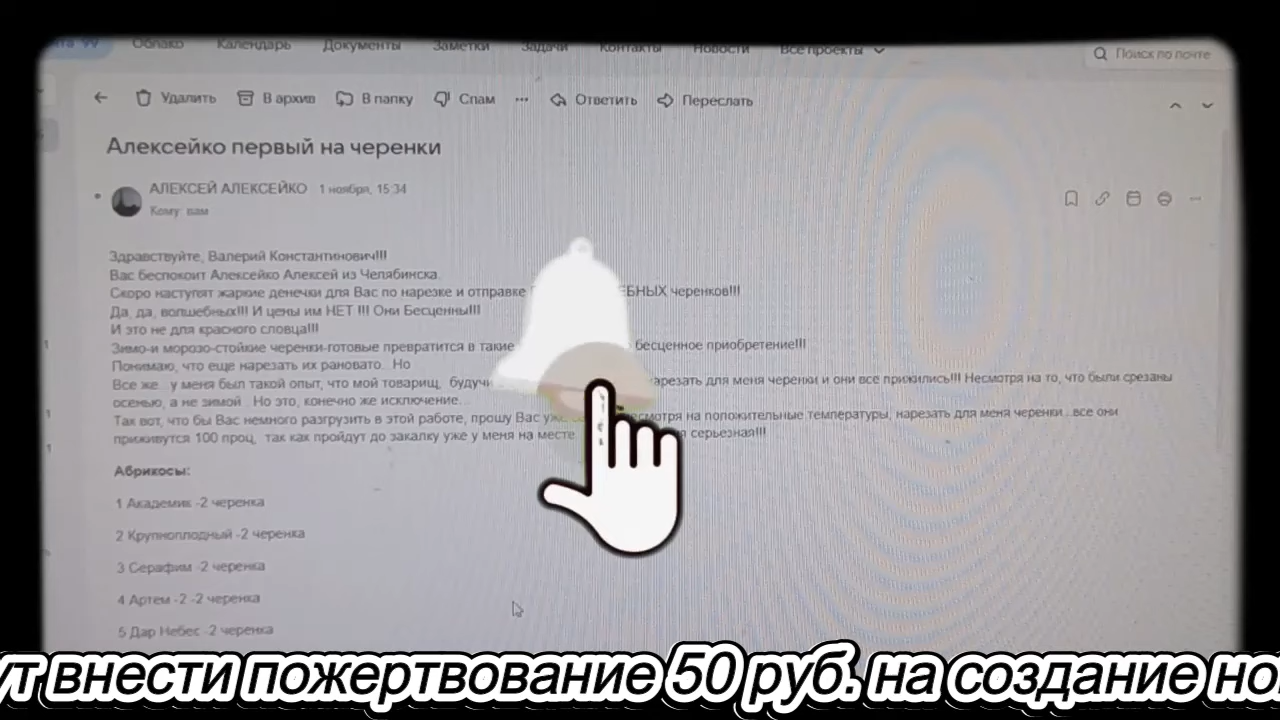 Облако Календарь Документы Заметки Задачи Контакты Новости Все проекты Поиск по почте
Удалить В архив В папку Спам Ответить Переслать
Алексейко первый на черенки
АЛЕКСЕЙ АЛЕКСЕЙКО 1 ноября, 15:34
Кому: вам
Здравствуйте, Валерий Константинович!!!
Вас беспокоит Алексейко Алексей из Челябинска.
Скоро наступят жаркие денечки для Вас по нарезке и отправке ЕБНЫХ черенков!!!
Да, да, волшебных!!! И цены им НЕТ !!! Они Бесценны!!!
И это не для красного словца!!!
Зимо-и морозо-стойкие черенки-готовые превратится в такие бесценное приобретение!!!
Понимаю, что еще нарезать их рановато...Но
Все же...у меня был такой опыт, что мой товарищ, будучи нарезать для меня черенки и они все прижились!!! Несмотря на то, что были срезаны
осенью, а не зимой...Но это, конечно же исключение...
Так вот, что бы Вас немного разгрузить в этой работе, прошу Вас уже несмотря на положительные температуры, нарезать для меня черенки...все они
приживутся 100 проц, так как пройдут до закалку уже у меня на месте серьезная!!!
Абрикосы:
1 Академик -2 черенка
2 Крупноплодный -2 черенка
3 Серафим -2 черенка
4 Артем -2 -2 черенка
5 Дар Небес -2 черенка
ут внести пожертвование 50 руб. на создание но